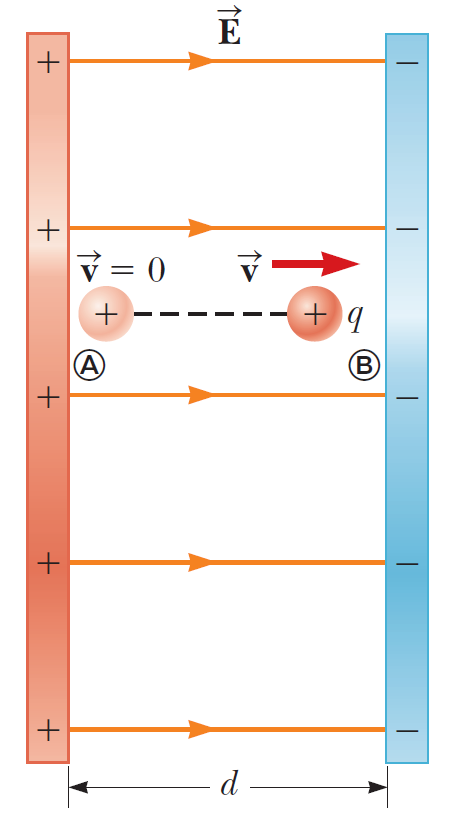 E⃗
+ −
+ −
v⃗ = 0 v⃗
+ + q
Ⓐ Ⓑ
+ −
+ −
+ −
d